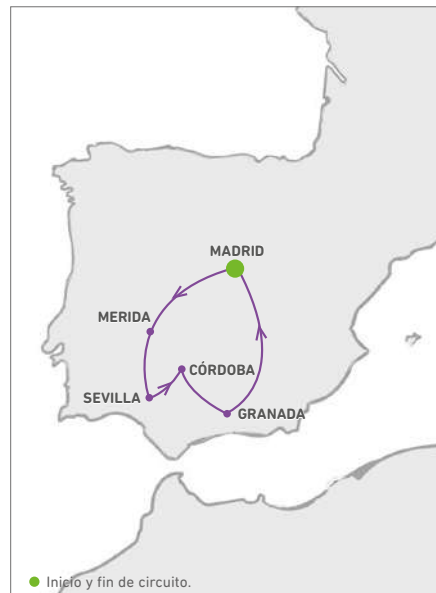 MADRID
MERIDA
CÓRDOBA
SEVILLA
GRANADA
Inicio y fin de circuito.